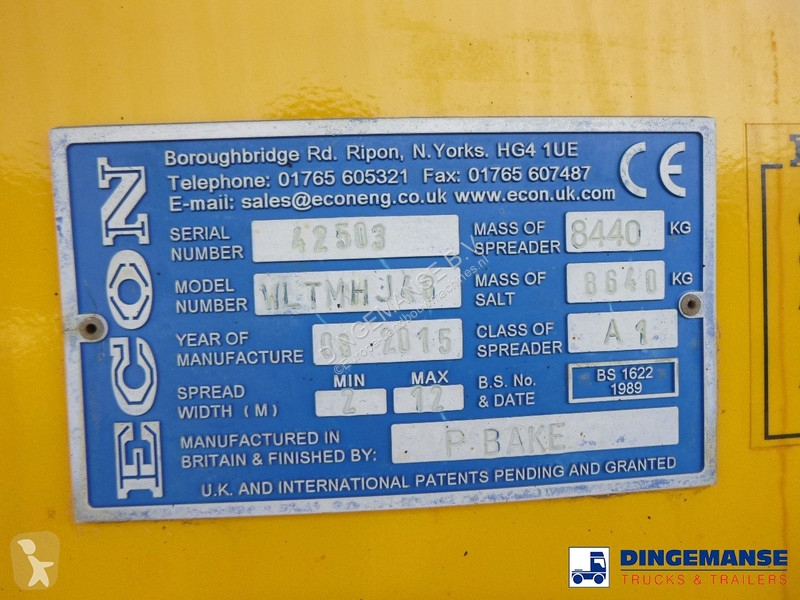 ECON
Boroughbridge Rd. Ripon, N.Yorks. HG4 1UE
Telephone: 01765 605321 Fax: 01765 607487
E-mail: sales@econeng.co.uk www.econ.uk.com
CE
SERIAL NUMBER 42503
MASS OF SPREADER 8440 KG
MODEL NUMBER WLTMHJ40
MASS OF SALT 8640 KG
YEAR OF MANUFACTURE 08 2015
CLASS OF SPREADER A1
SPREAD WIDTH (M) MIN 2 MAX 12
B.S. No. & DATE BS 1622 1989
MANUFACTURED IN BRITAIN & FINISHED BY: P BAKE
U.K. AND INTERNATIONAL PATENTS PENDING AND GRANTED
DINGEMANSE
TRUCKS & TRAILERS